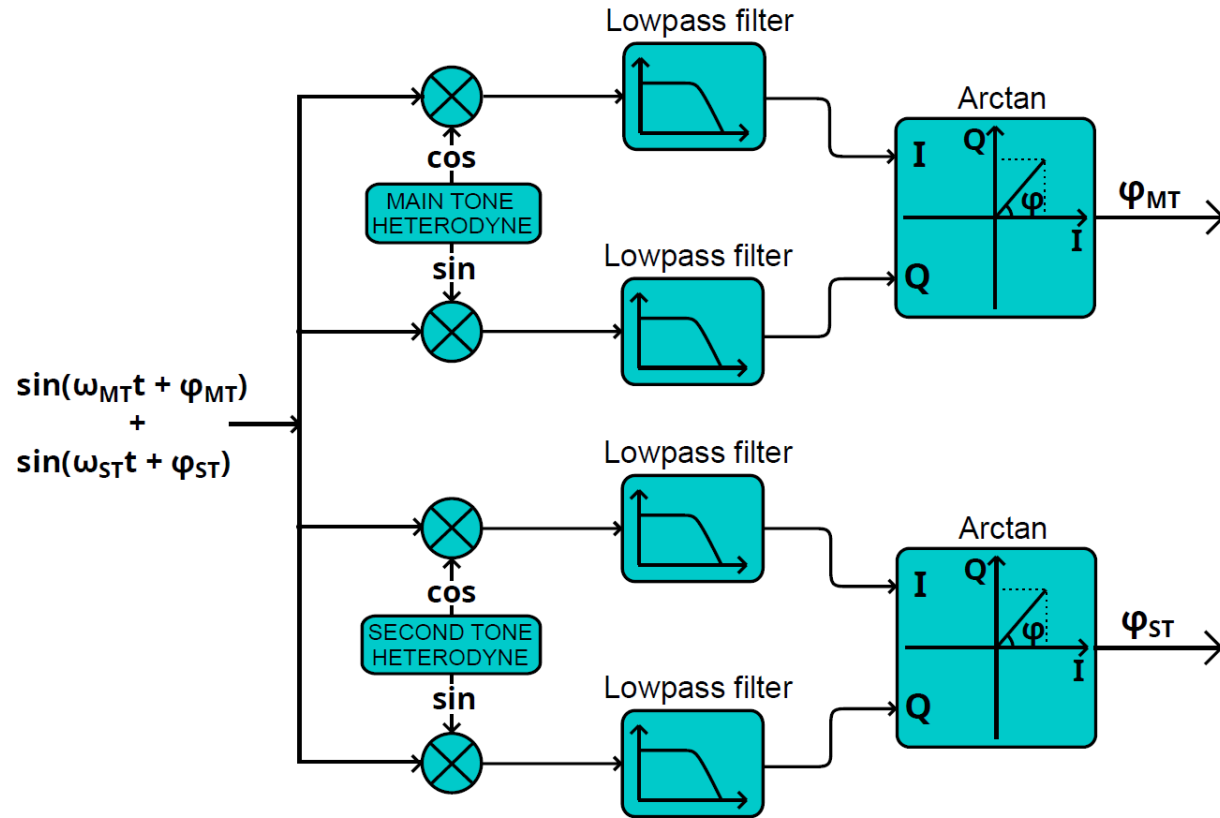 Lowpass filter
Arctan
cos
I
Q
φ
I
MAIN TONE
HETERODYNE
φMT
sin
Lowpass filter
Q
sin(ωMTt + φMT)
+
sin(ωSTt + φST)
Lowpass filter
Arctan
cos
I
Q
φ
I
SECOND TONE
HETERODYNE
φST
sin
Lowpass filter
Q